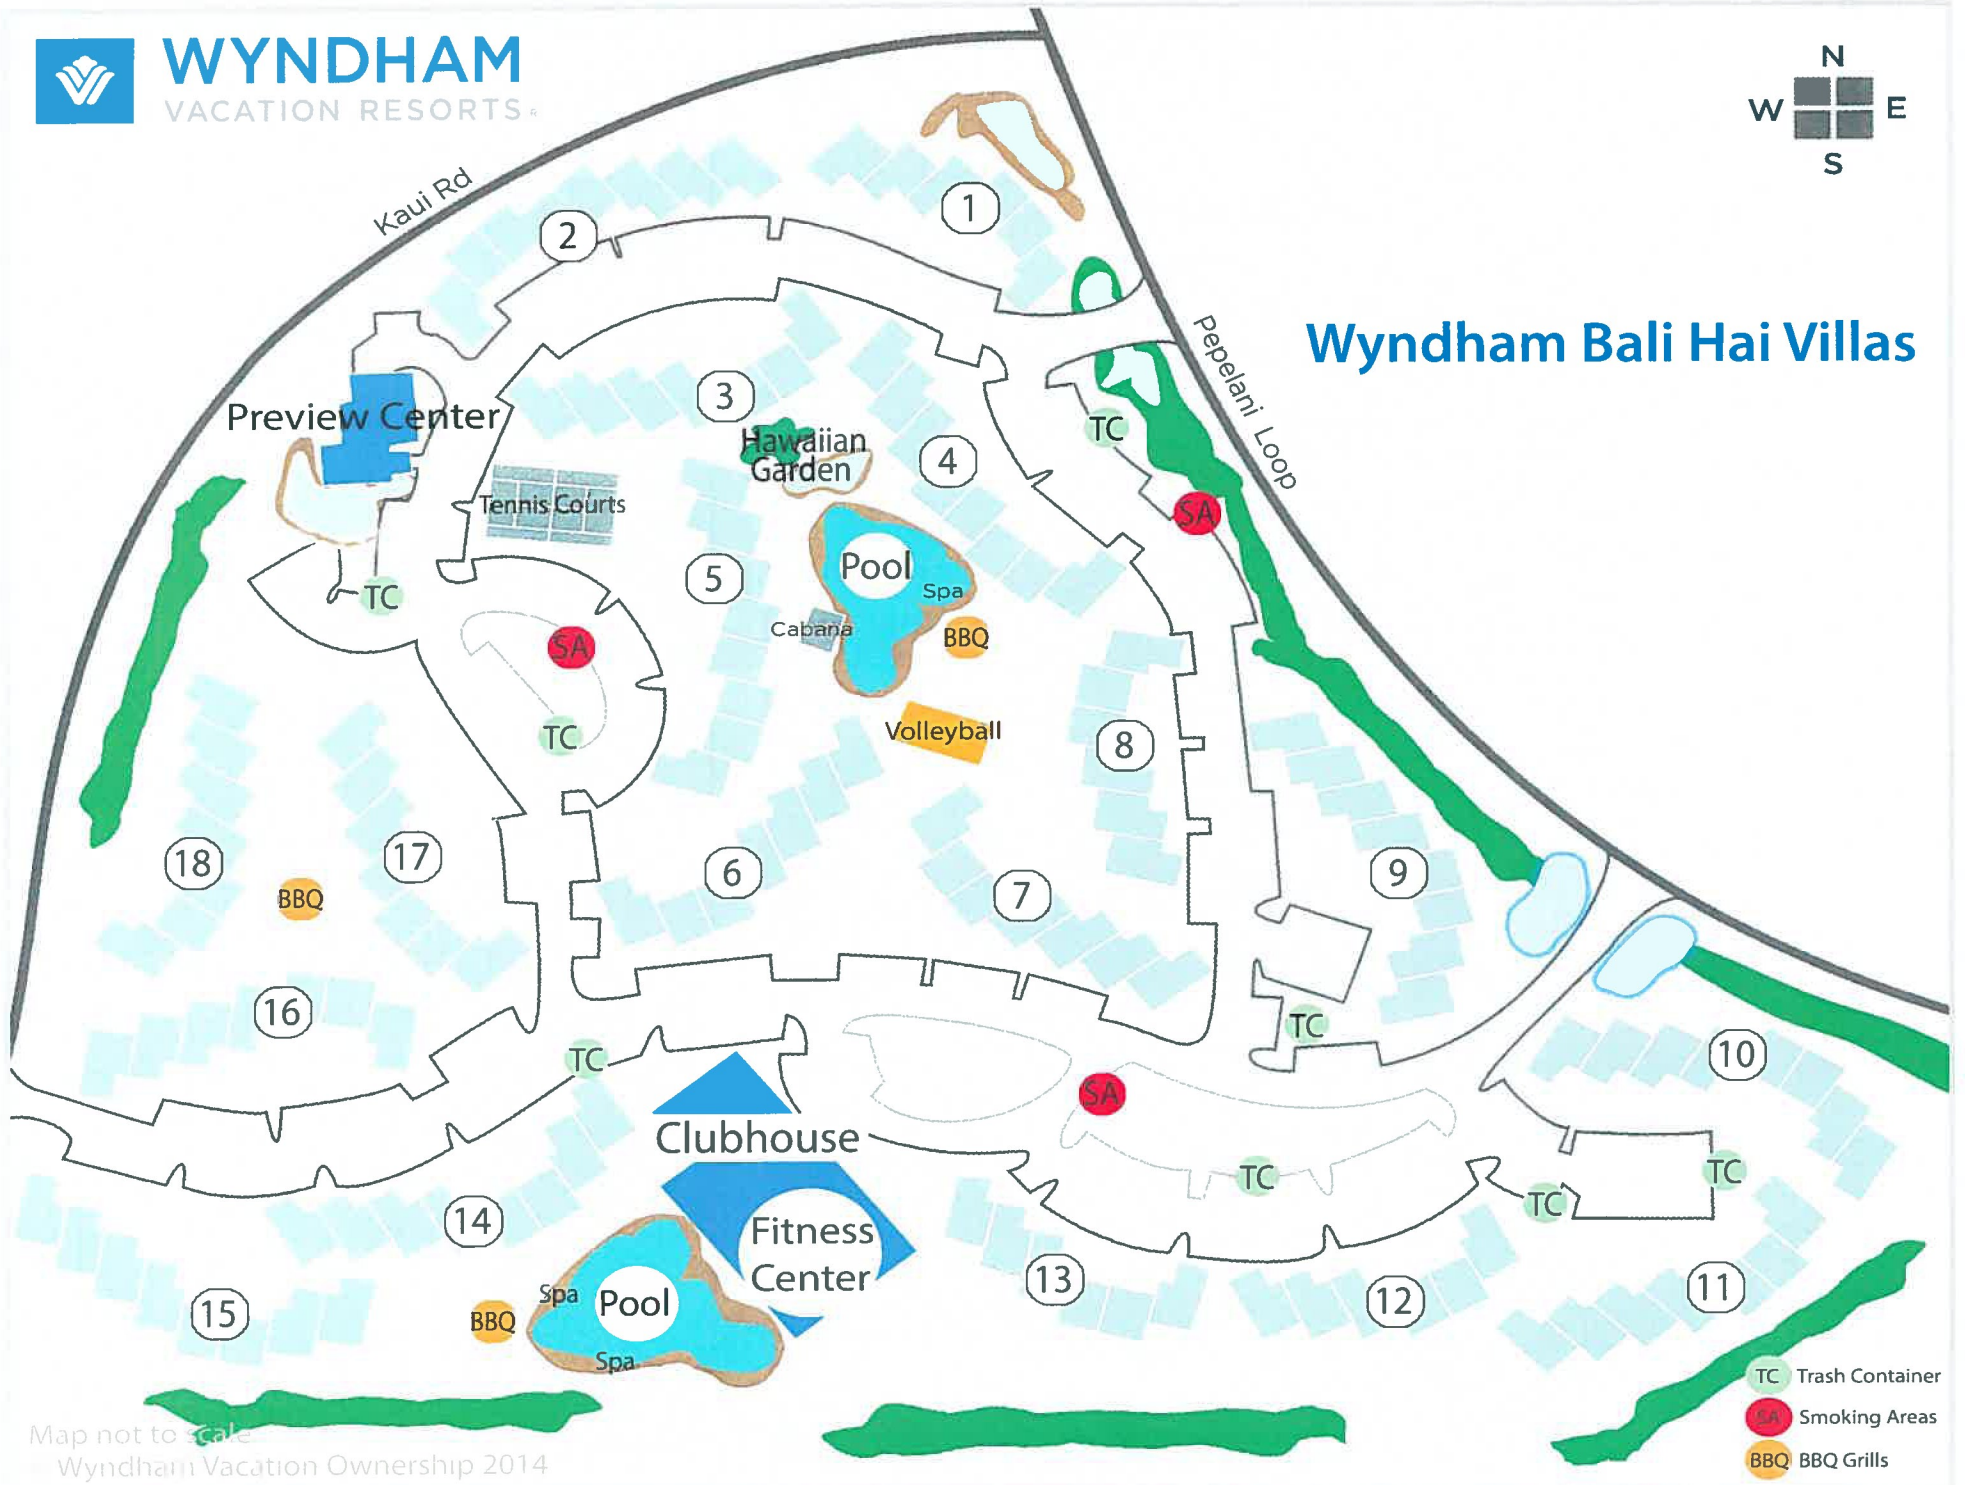 WYNDHAM
VACATION RESORTS
N
W E
S
Kaui Rd
1
2
Pepelani Loop
Wyndham Bali Hai Villas
Preview Center
3
TC
Hawaiian
Garden
4
Tennis Courts
SA
Pool
5
Spa
TC
Cabana
BBQ
SA
TC
Volleyball
8
18
17
6
9
BBQ
7
16
TC
TC
10
SA
Clubhouse
TC
TC
TC
14
Fitness
Center
13
15
Spa
Pool
BBQ
12
11
Spa
TC Trash Container
SA Smoking Areas
BBQ BBQ Grills
Map not to scale
Wyndham Vacation Ownership 2014